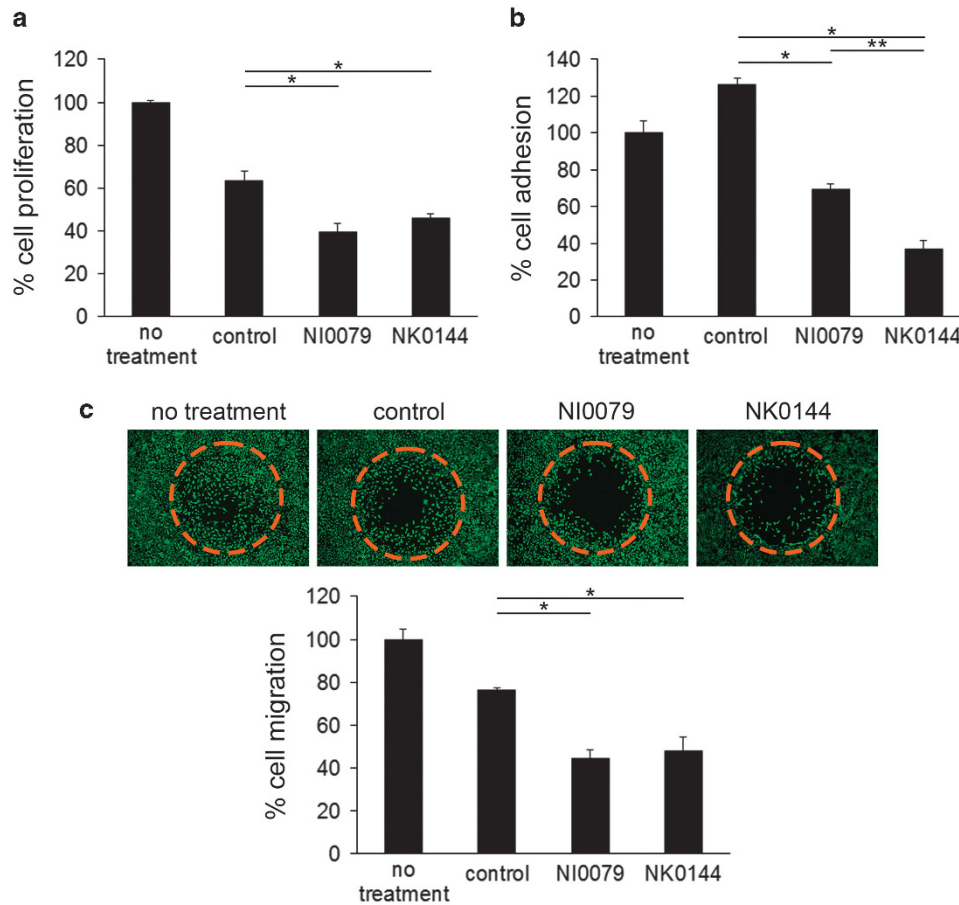 a
120
100
80
60
40
20
0
% cell proliferation
*
*
no treatment
control
NI0079
NK0144
b
140
120
100
80
60
40
20
0
% cell adhesion
*
*
**
no treatment
control
NI0079
NK0144
c
no treatment
control
NI0079
NK0144
120
100
80
60
40
20
0
% cell migration
*
*
no treatment
control
NI0079
NK0144